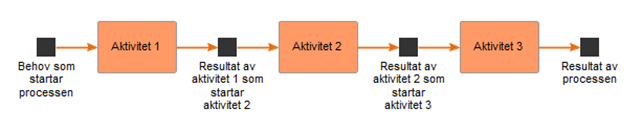 Aktivitet 1
Aktivitet 2
Aktivitet 3
Behov som
startar
processen
Resultat av
aktivitet 1 som
startar
aktivitet 2
Resultat av
aktivitet 2 som
startar
aktivitet 3
Resultat av
processen